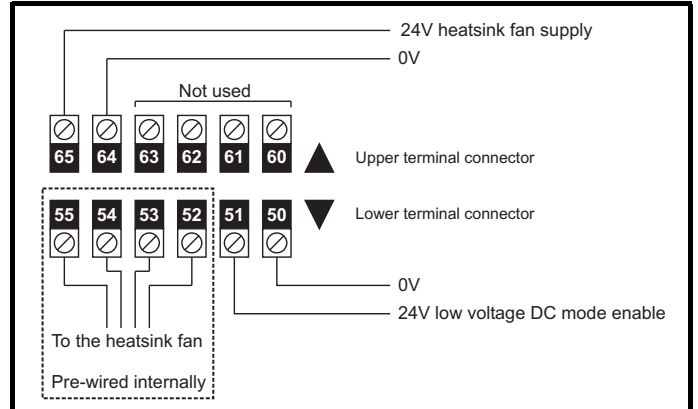 24V heatsink fan supply
0V
Not used
65 64 63 62 61 60
Upper terminal connector
55 54 53 52 51 50
Lower terminal connector
0V
24V low voltage DC mode enable
To the heatsink fan
Pre-wired internally